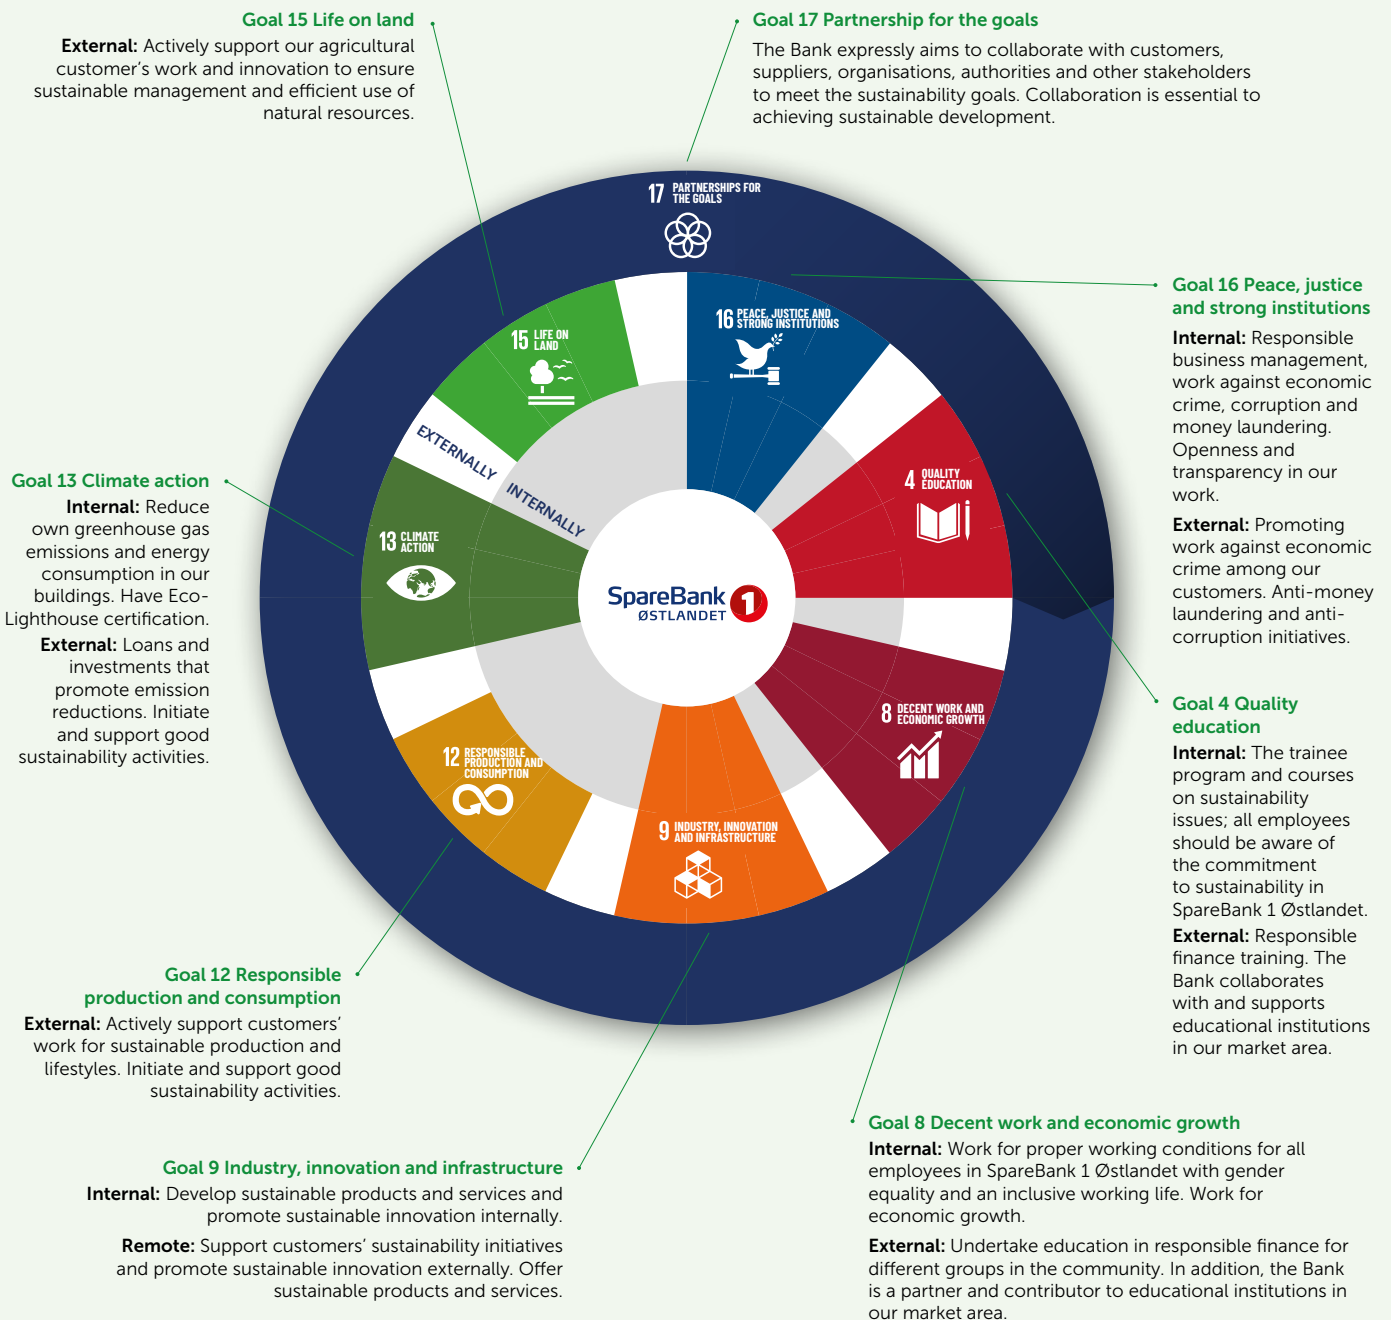 Goal 15 Life on land
External: Actively support our agricultural
customer’s work and innovation to ensure
sustainable management and efficient use of
natural resources.
Goal 17 Partnership for the goals
The Bank expressly aims to collaborate with customers,
suppliers, organisations, authorities and other stakeholders
to meet the sustainability goals. Collaboration is essential to
achieving sustainable development.
17 PARTNERSHIPS FOR
THE GOALS
16 PEACE, JUSTICE AND
STRONG INSTITUTIONS
15 LIFE ON
LAND
4 QUALITY
EDUCATION
EXTERNALLY
INTERNALLY
13 CLIMATE
ACTION
SpareBank 1
ØSTLANDET
8 DECENT WORK AND
ECONOMIC GROWTH
12 RESPONSIBLE
PRODUCTION AND
CONSUMPTION
9 INDUSTRY, INNOVATION
AND INFRASTRUCTURE
Goal 16 Peace, justice
and strong institutions
Internal: Responsible
business management,
work against economic
crime, corruption and
money laundering.
Openness and
transparency in our
work.
External: Promoting
work against economic
crime among our
customers. Anti-money
laundering and anti-
corruption initiatives.
Goal 13 Climate action
Internal: Reduce
own greenhouse gas
emissions and energy
consumption in our
buildings. Have Eco-
Lighthouse certification.
External: Loans and
investments that
promote emission
reductions. Initiate
and support good
sustainability activities.
Goal 4 Quality
education
Internal: The trainee
program and courses
on sustainability
issues; all employees
should be aware of
the commitment
to sustainability in
SpareBank 1 Østlandet.
External: Responsible
finance training. The
Bank collaborates
with and supports
educational institutions
in our market area.
Goal 12 Responsible
production and consumption
External: Actively support customers’
work for sustainable production and
lifestyles. Initiate and support good
sustainability activities.
Goal 9 Industry, innovation and infrastructure
Internal: Develop sustainable products and services and
promote sustainable innovation internally.
Remote: Support customers’ sustainability initiatives
and promote sustainable innovation externally. Offer
sustainable products and services.
Goal 8 Decent work and economic growth
Internal: Work for proper working conditions for all
employees in SpareBank 1 Østlandet with gender
equality and an inclusive working life. Work for
economic growth.
External: Undertake education in responsible finance for
different groups in the community. In addition, the Bank
is a partner and contributor to educational institutions in
our market area.